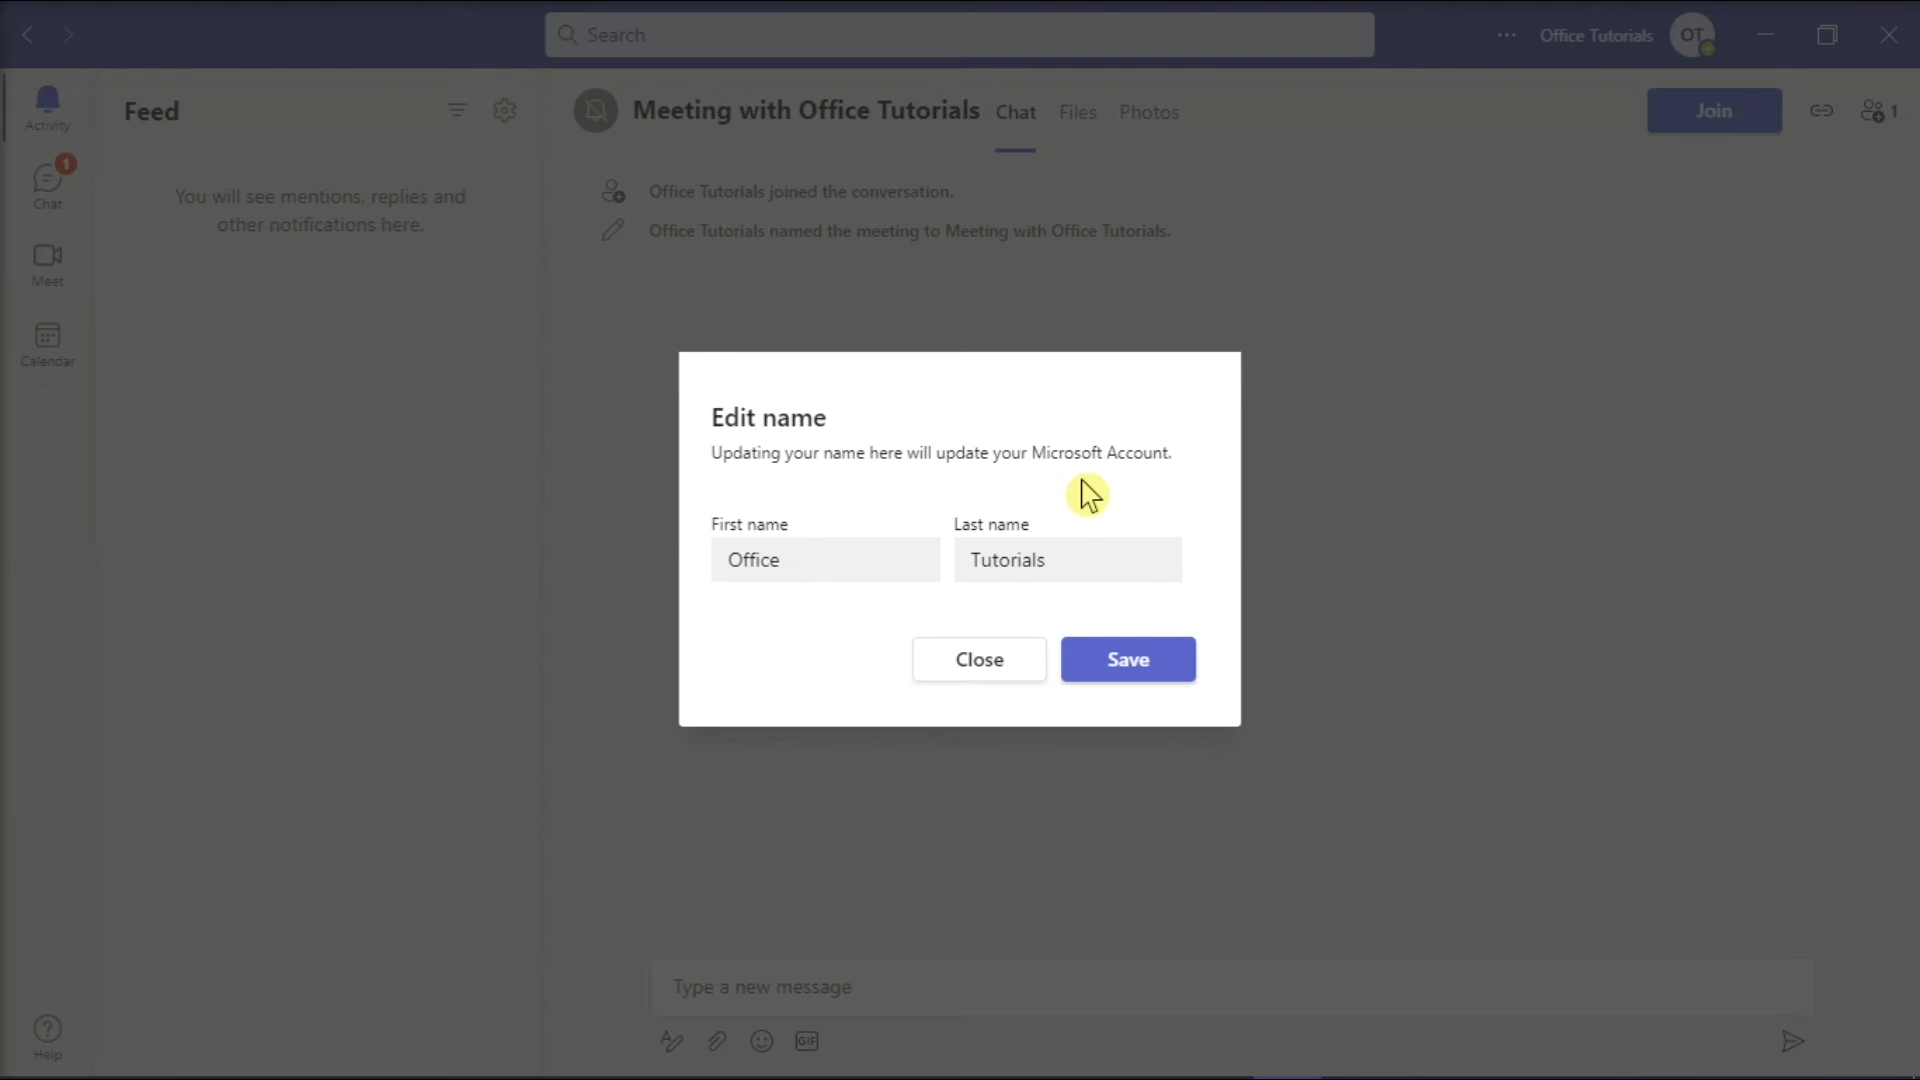 Search
Office Tutorials
OT
Activity
Feed
Meeting with Office Tutorials
Chat
Files
Photos
Join
1
1
Chat
You will see mentions, replies and
other notifications here.
Office Tutorials joined the conversation.
Office Tutorials named the meeting to Meeting with Office Tutorials.
Meet
Calendar
Edit name
Updating your name here will update your Microsoft Account.
First name
Last name
Office
Tutorials
Close
Save
Type a new message
GIF
Help